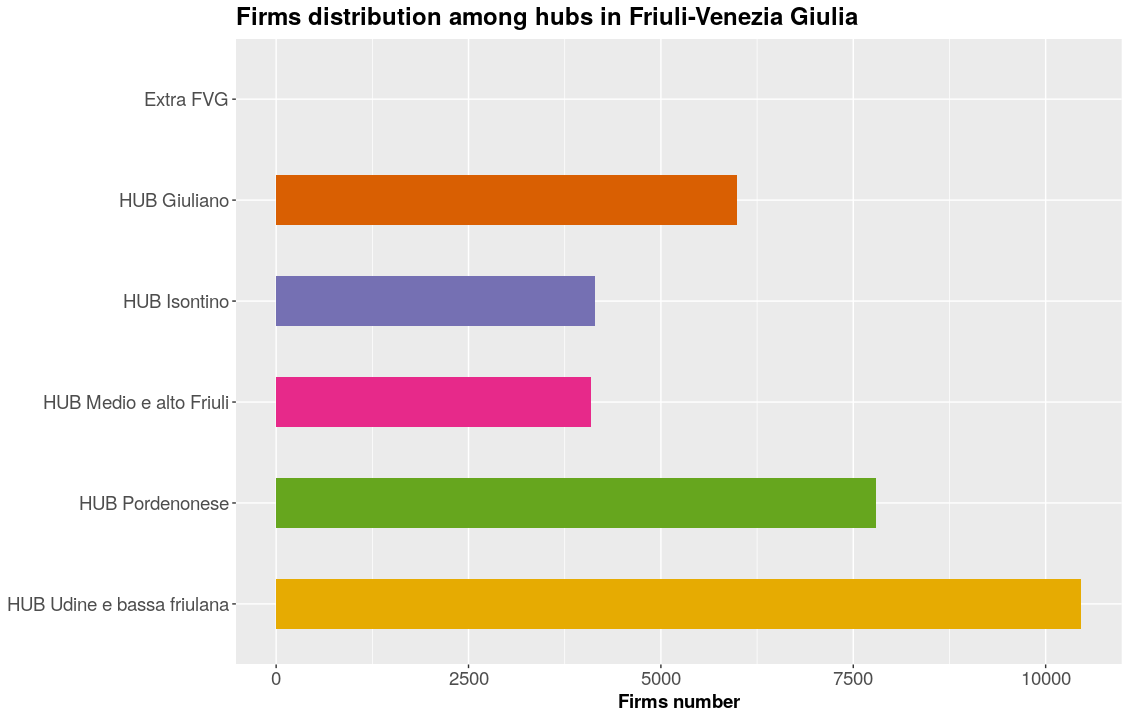 Firms distribution among hubs in Friuli-Venezia Giulia
Extra FVG
HUB Giuliano
HUB Isontino
HUB Medio e alto Friuli
HUB Pordenonese
HUB Udine e bassa friulana
0 2500 5000 7500 10000
Firms number